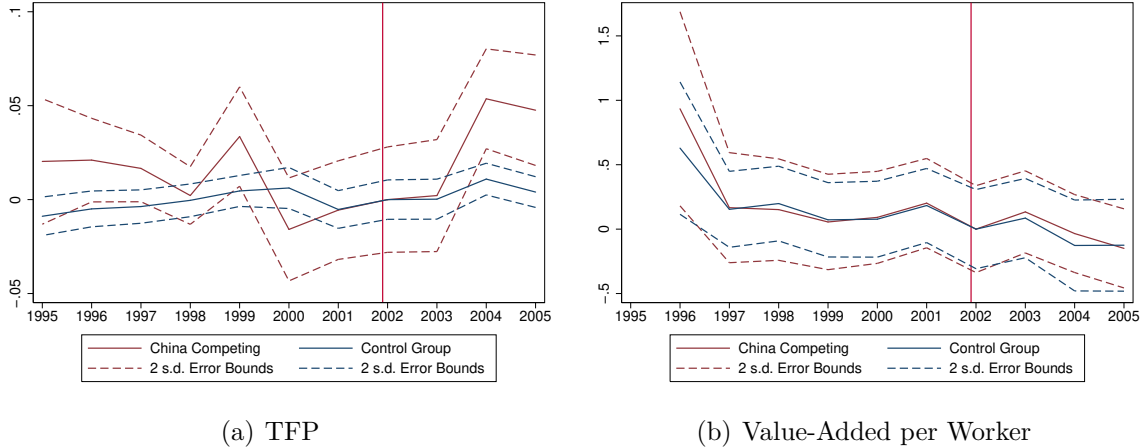 .1
.05
0
-.05
1995 1996 1997 1998 1999 2000 2001 2002 2003 2004 2005
China Competing Control Group
2 s.d. Error Bounds 2 s.d. Error Bounds
(a) TFP
1.5
1
.5
0
-.5
1995 1996 1997 1998 1999 2000 2001 2002 2003 2004 2005
China Competing Control Group
2 s.d. Error Bounds 2 s.d. Error Bounds
(b) Value-Added per Worker